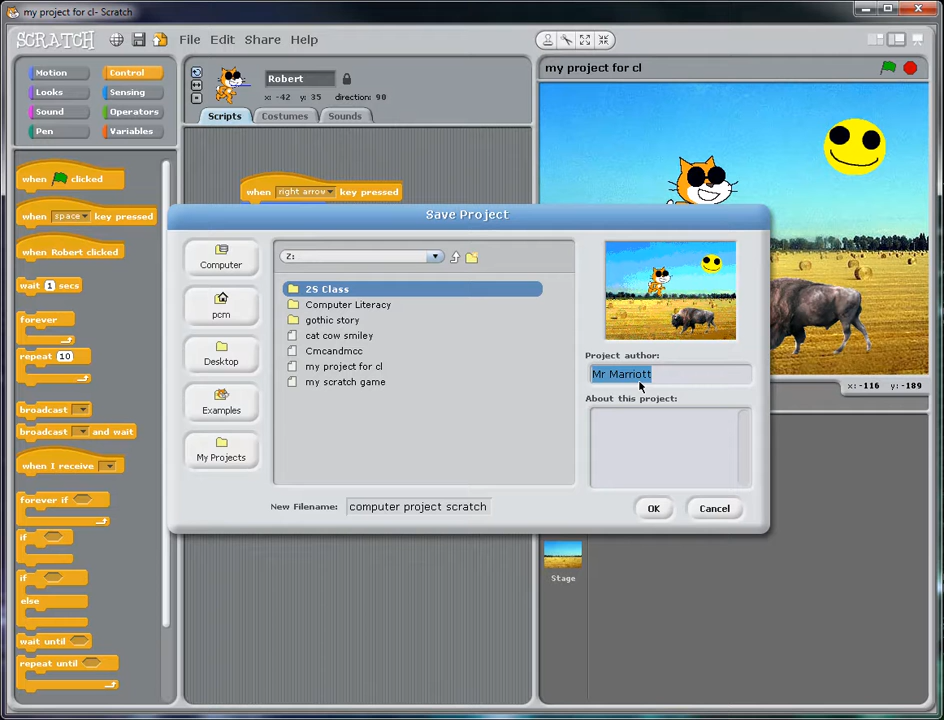 my project for cl- Scratch
SCRATCH File Edit Share Help
Motion Control
Looks Sensing
Sound Operators
Pen Variables
when clicked
when space key pressed
when Robert clicked
wait 1 secs
forever
repeat 10
broadcast
broadcast and wait
when I receive
forever if
if
if
else
wait until
repeat until
Robert
x: -42 y: 35 direction: 90
Scripts Costumes Sounds
when right arrow key pressed
my project for cl
Save Project
Computer
pcm
Desktop
Examples
My Projects
Z:
2S Class
Computer Literacy
gothic story
cat cow smiley
Cmcandmcc
my project for cl
my scratch game
New Filename: computer project scratch
Project author:
Mr Marriott
About this project:
OK Cancel
x: -116 y: -189
Stage